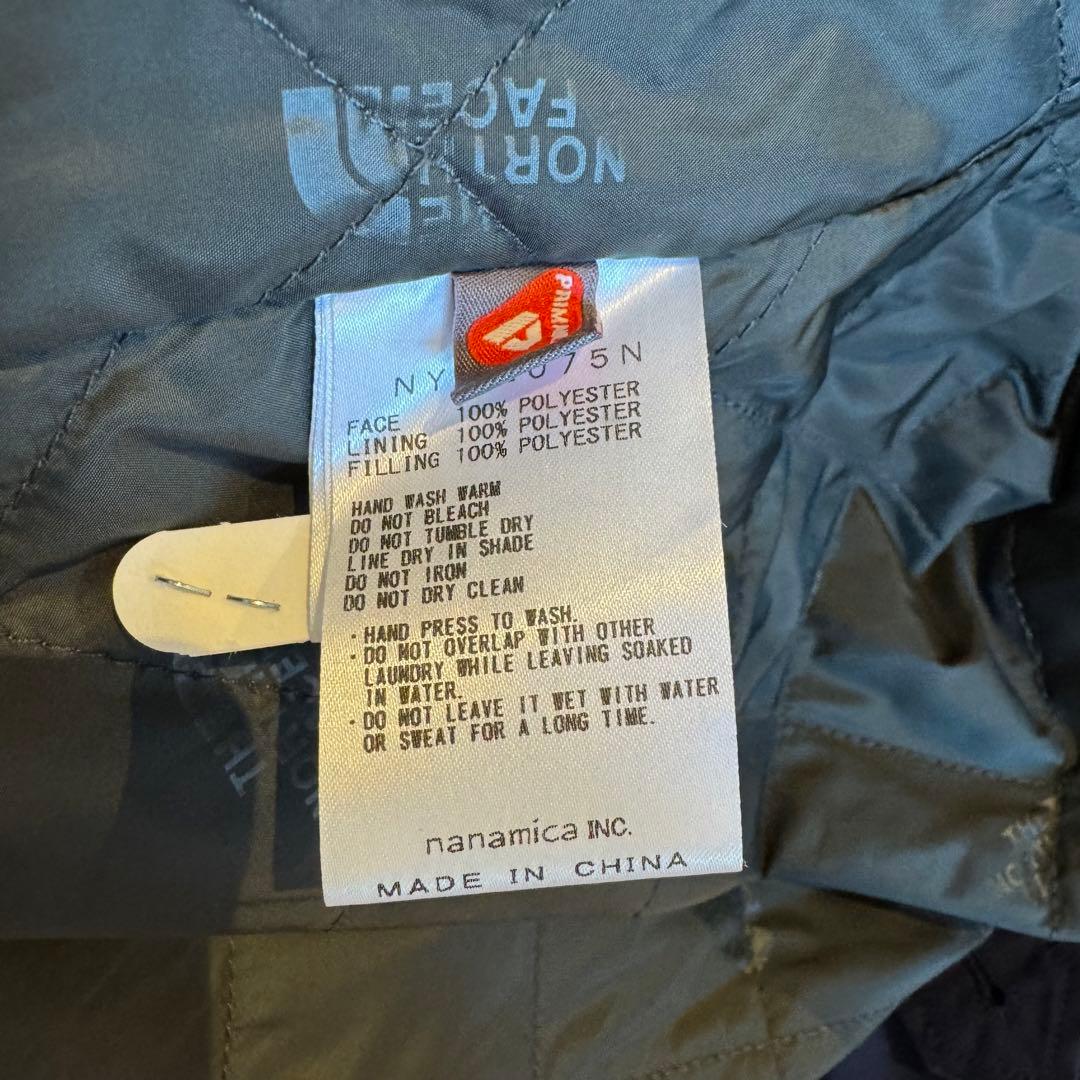 THE
NORTH
FACE
NY
075N
FACE 100% POLYESTER
LINING 100% POLYESTER
FILLING 100% POLYESTER
HAND WASH WARM
DO NOT BLEACH
DO NOT TUMBLE DRY
LINE DRY IN SHADE
DO NOT IRON
DO NOT DRY CLEAN
・HAND PRESS TO WASH.
・DO NOT OVERLAP WITH OTHER
LAUNDRY WHILE LEAVING SOAKED
IN WATER.
・DO NOT LEAVE IT WET WITH WATER
OR SWEAT FOR A LONG TIME.
nanamica INC.
MADE IN CHINA